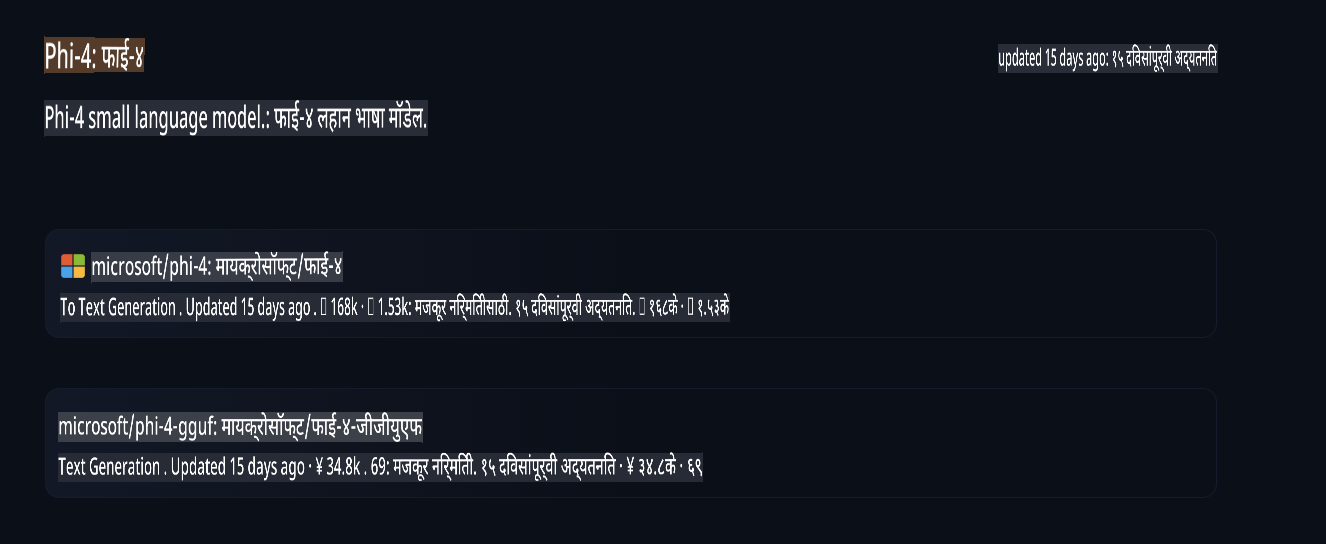 Phi-4: फाई-४
updated 15 days ago: १५ दिवसांपूर्वी अद्यतनित
Phi-4 small language model.: फाई-४ लहान भाषा मॉडेल.
microsoft/phi-4: मायक्रोसॉफ्ट/फाई-४
To Text Generation . Updated 15 days ago . 168k · 1.53k: मजकूर निर्मितीसाठी. १५ दिवसांपूर्वी अद्यतनित. १६८के · १.५३के
microsoft/phi-4-gguf: मायक्रोसॉफ्ट/फाई-४-जीजीयुएफ
Text Generation . Updated 15 days ago · ¥ 34.8k . 69: मजकूर निर्मिती. १५ दिवसांपूर्वी अद्यतनित · ¥ ३४.८के · ६९